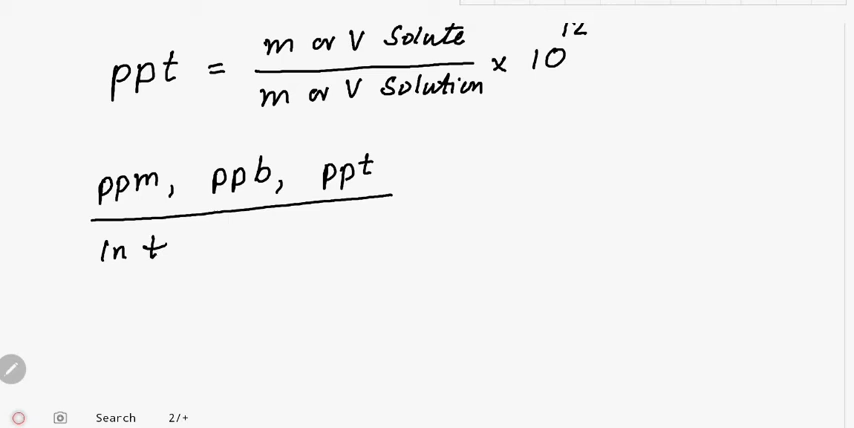 ppt = m or V Solute / m or V Solution × 10^12
ppm, ppb, ppt
in t
Search 2/+